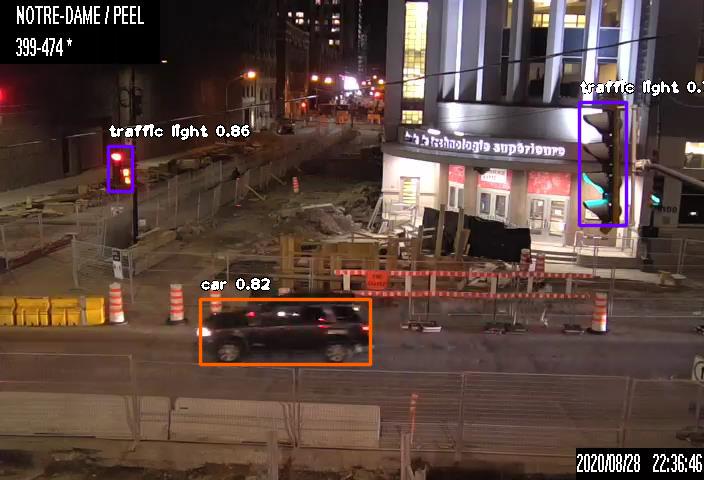 NOTRE-DAME / PEEL
399-474 *
traffic light 0.7
traffic light 0.86
technologie supérieure
car 0.82
2020/08/28 22:36:46